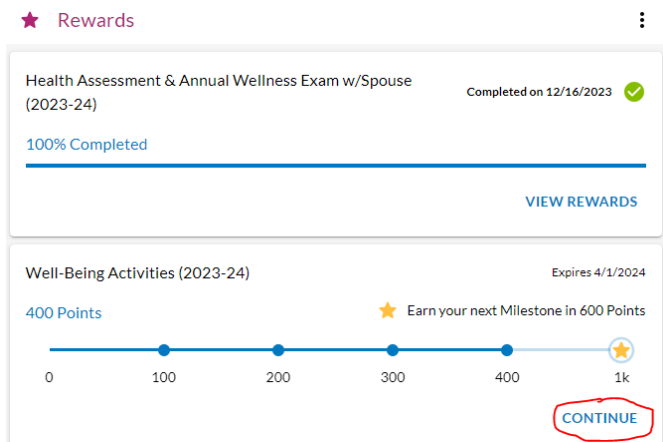 Rewards
Health Assessment & Annual Wellness Exam w/Spouse
(2023-24)
Completed on 12/16/2023
100% Completed
VIEW REWARDS
Well-Being Activities (2023-24)
Expires 4/1/2024
400 Points
Earn your next Milestone in 600 Points
0 100 200 300 400 1k
CONTINUE